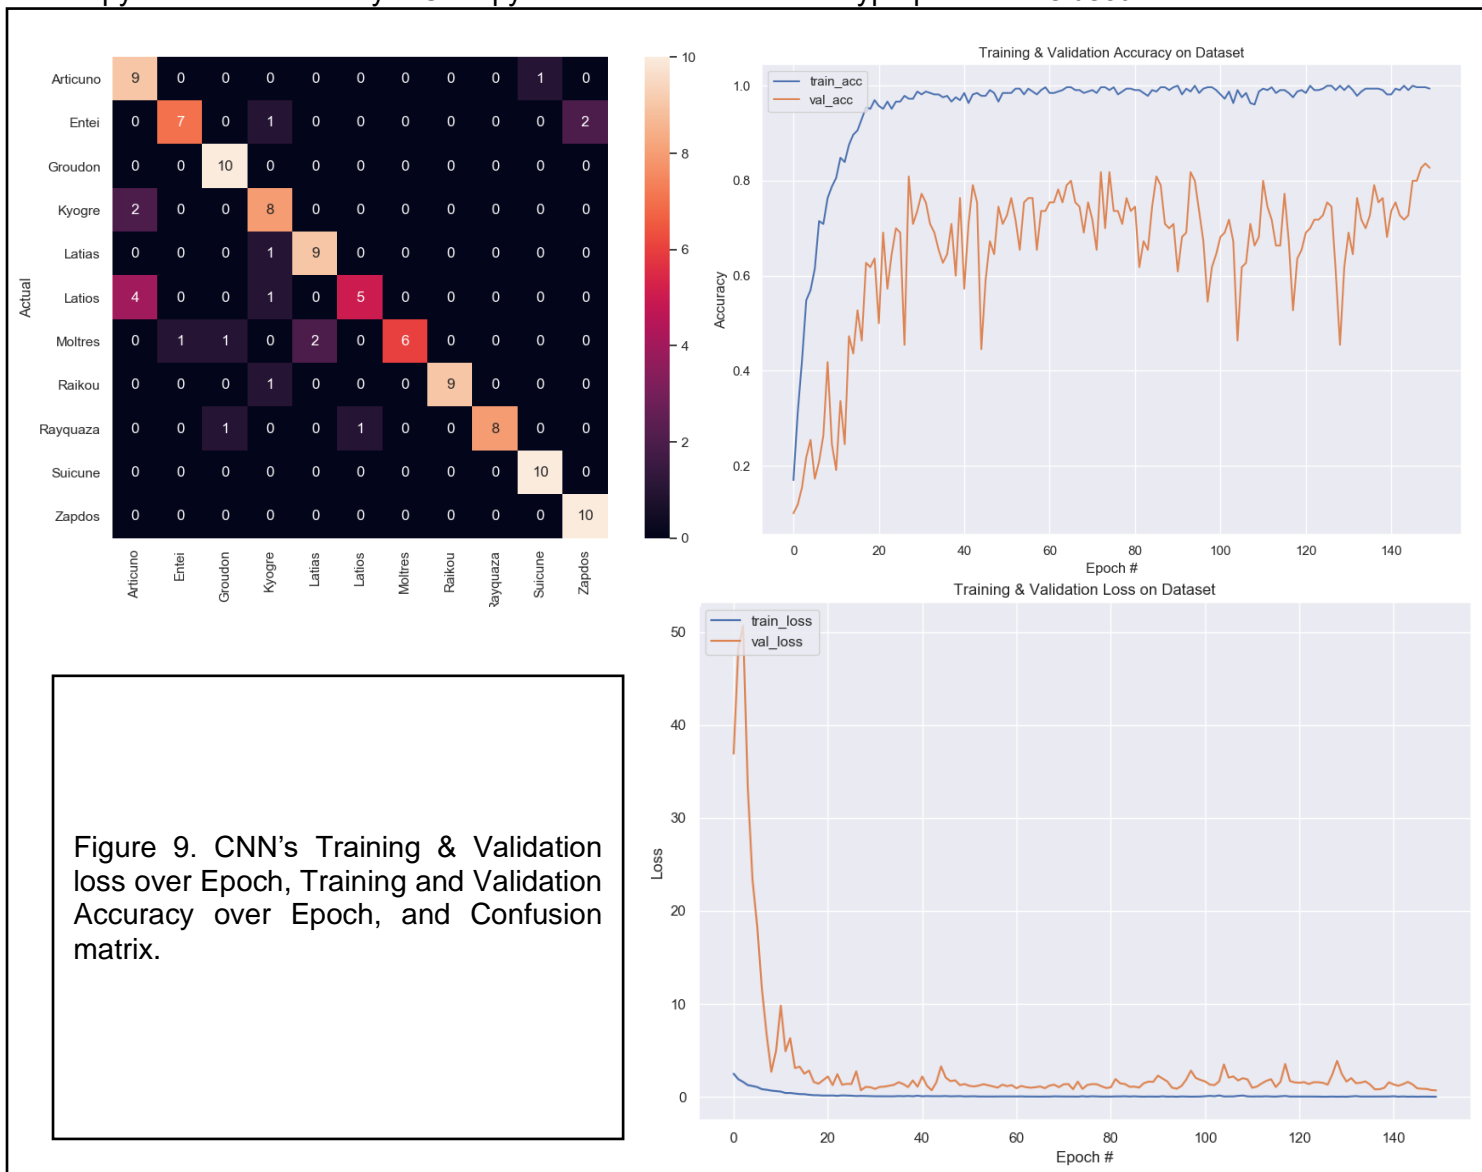 Articuno 9 0 0 0 0 0 0 0 0 1 0
Entei 0 7 0 1 0 0 0 0 0 0 2
Groudon 0 0 10 0 0 0 0 0 0 0 0
Kyogre 2 0 0 8 0 0 0 0 0 0 0
Latias 0 0 0 1 9 0 0 0 0 0 0
Latios 4 0 0 1 0 5 0 0 0 0 0
Moltres 0 1 1 0 2 0 6 0 0 0 0
Raikou 0 0 0 1 0 0 0 9 0 0 0
Rayquaza 0 0 1 0 0 1 0 0 8 0 0
Suicune 0 0 0 0 0 0 0 0 0 10 0
Zapdos 0 0 0 0 0 0 0 0 0 0 10
Actual
Articuno Entei Groudon Kyogre Latias Latios Moltres Raikou Rayquaza Suicune Zapdos
10
8
6
4
2
0
Training & Validation Accuracy on Dataset
train_acc
val_acc
1.0
0.8
0.6
0.4
0.2
Accuracy
0 20 40 60 80 100 120 140
Epoch #
Training & Validation Loss on Dataset
train_loss
val_loss
50
40
30
20
10
0
Loss
0 20 40 60 80 100 120 140
Epoch #
Figure 9. CNN’s Training & Validation
loss over Epoch, Training and Validation
Accuracy over Epoch, and Confusion
matrix.